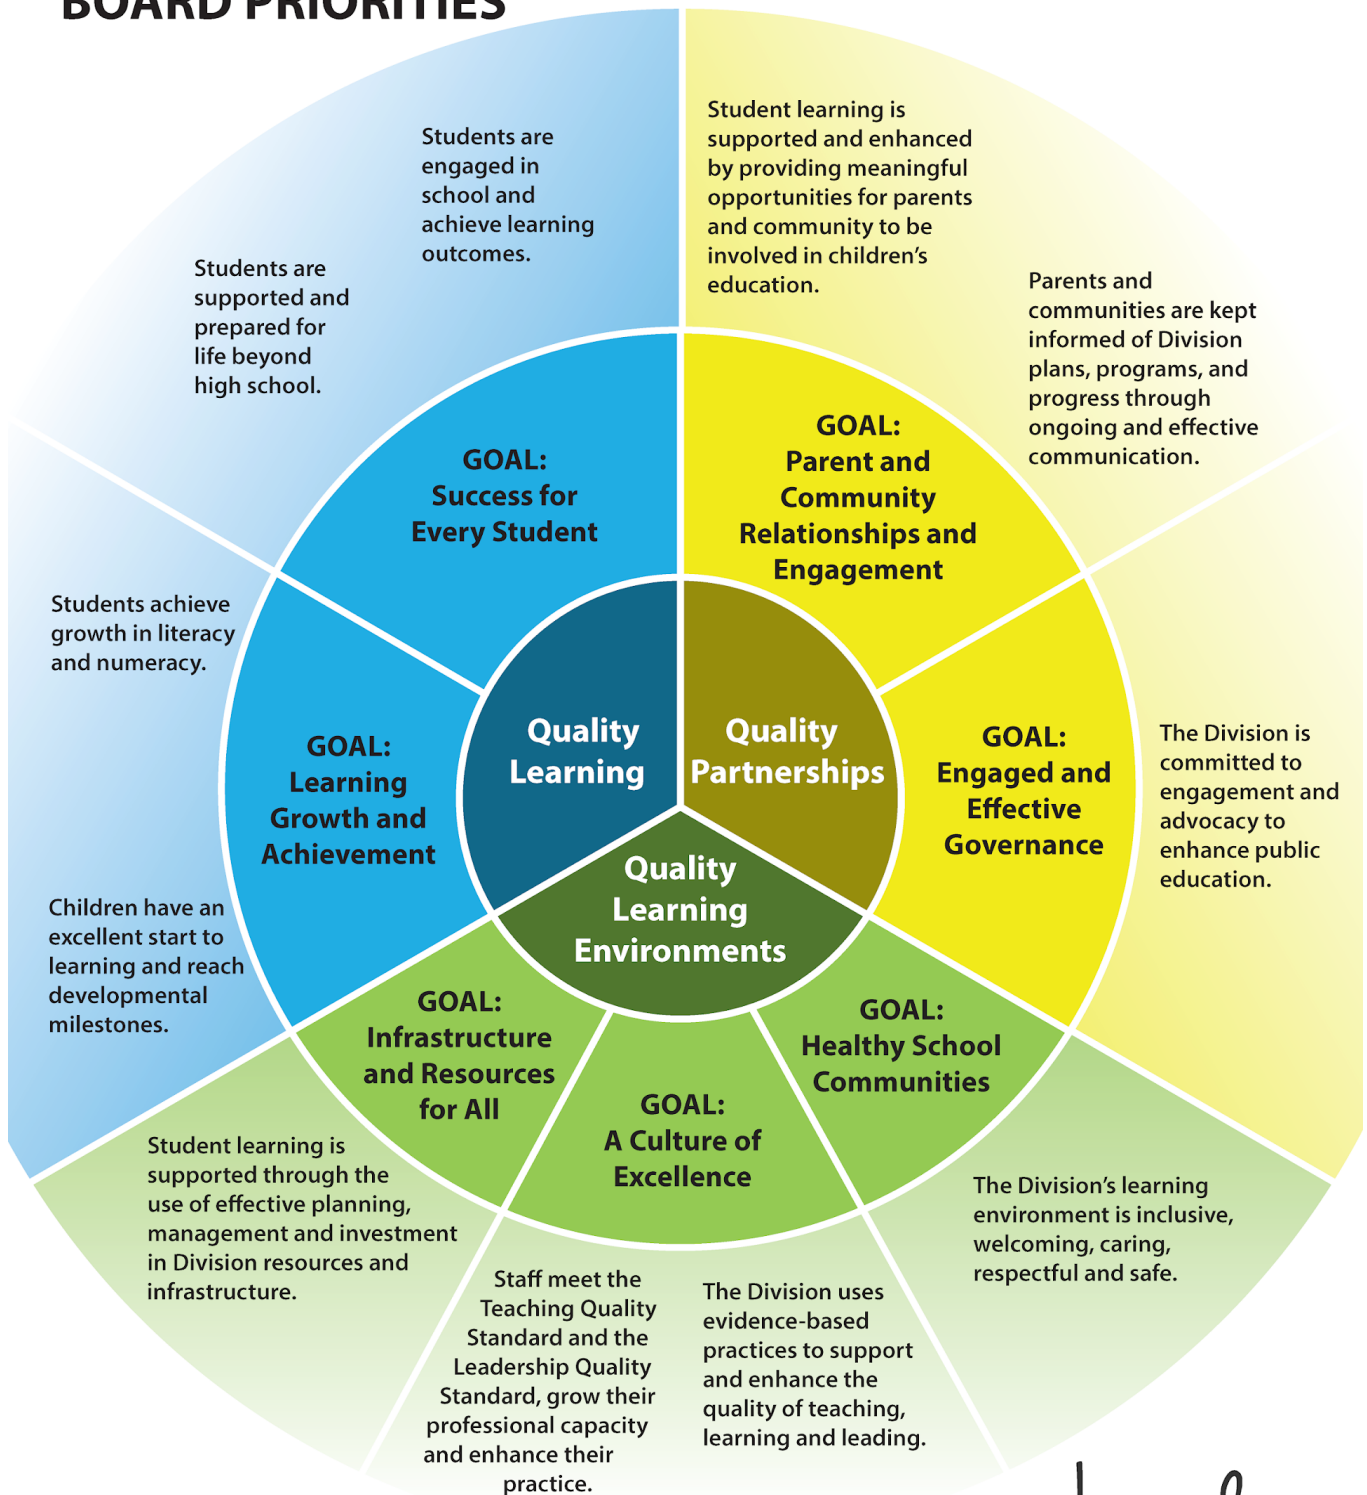 BOARD PRIORITIES
Students are
engaged in
school and
achieve learning
outcomes.
Students are
supported and
prepared for
life beyond
high school.
Student learning is
supported and enhanced
by providing meaningful
opportunities for parents
and community to be
involved in children’s
education.
Parents and
communities are kept
informed of Division
plans, programs, and
progress through
ongoing and effective
communication.
GOAL:
Success for
Every Student
GOAL:
Parent and
Community
Relationships and
Engagement
Students achieve
growth in literacy
and numeracy.
Children have an
excellent start to
learning and reach
developmental
milestones.
GOAL:
Learning
Growth and
Achievement
Quality
Learning
Quality
Partnerships
Quality
Learning
Environments
GOAL:
Engaged and
Effective
Governance
The Division is
committed to
engagement and
advocacy to
enhance public
education.
GOAL:
Infrastructure
and Resources
for All
GOAL:
A Culture of
Excellence
GOAL:
Healthy School
Communities
Student learning is
supported through the
use of effective planning,
management and investment
in Division resources and
infrastructure.
Staff meet the
Teaching Quality
Standard and the
Leadership Quality
Standard, grow their
professional capacity
and enhance their
practice.
The Division uses
evidence-based
practices to support
and enhance the
quality of teaching,
learning and leading.
The Division’s learning
environment is inclusive,
welcoming, caring,
respectful and safe.